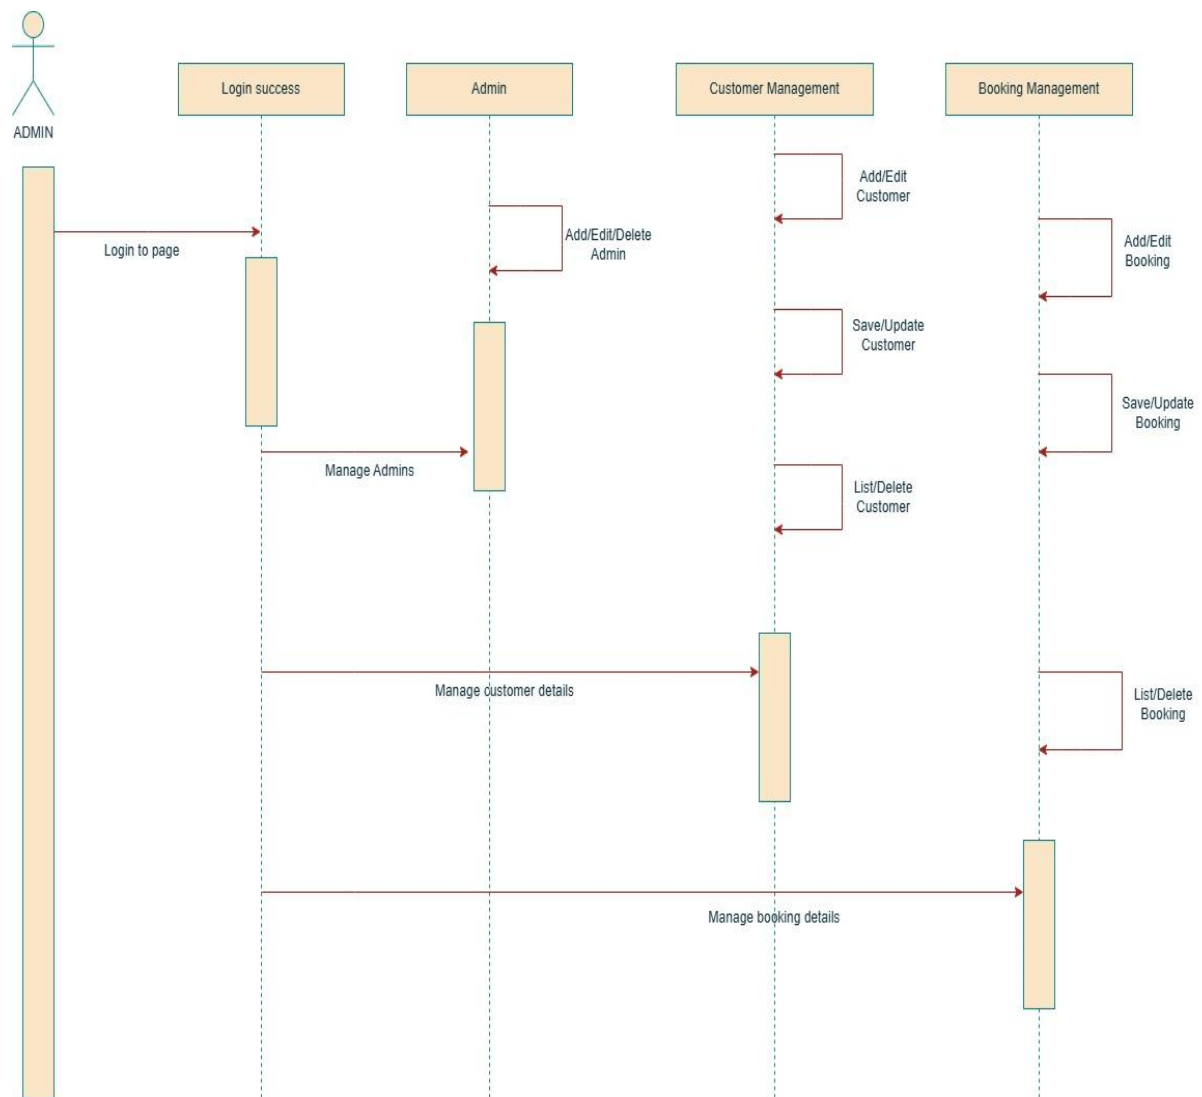 ADMIN
Login success
Admin
Customer Management
Booking Management
Add/Edit
Customer
Add/Edit/Delete
Admin
Add/Edit
Booking
Login to page
Save/Update
Customer
Save/Update
Booking
Manage Admins
List/Delete
Customer
Manage customer details
List/Delete
Booking
Manage booking details